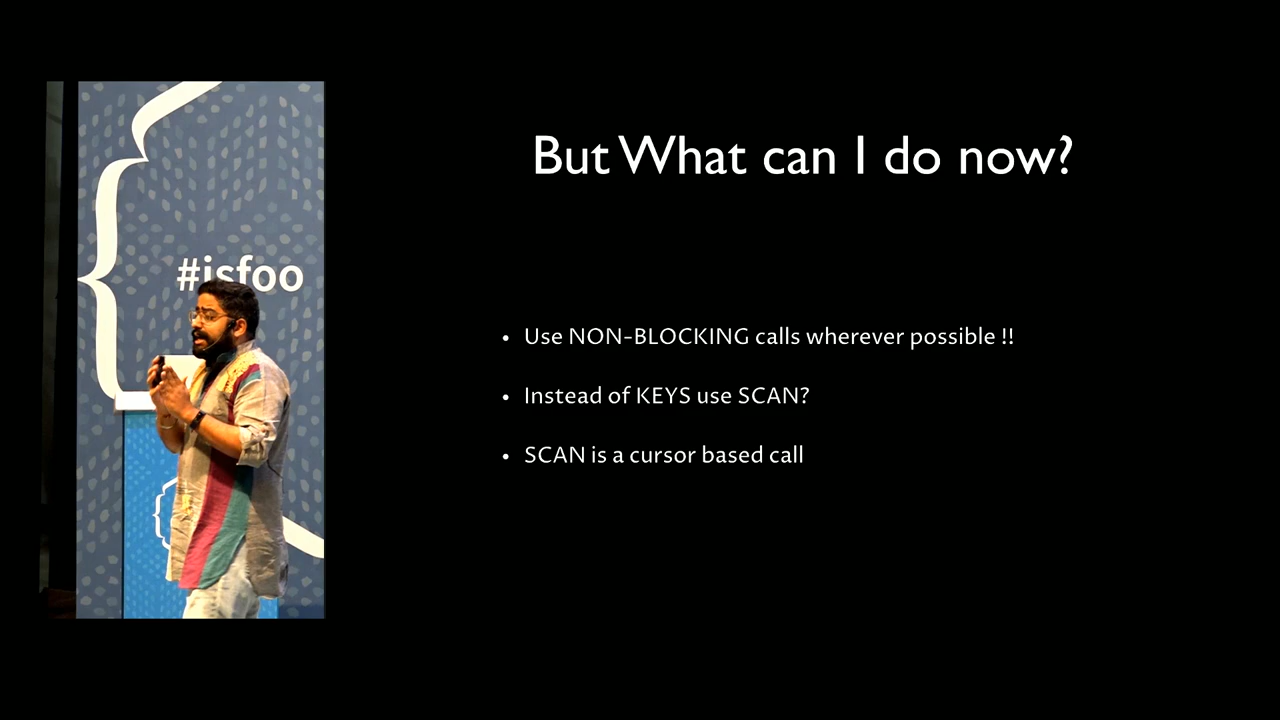 #isfoo
But What can I do now?
• Use NON-BLOCKING calls wherever possible !!
• Instead of KEYS use SCAN?
• SCAN is a cursor based call